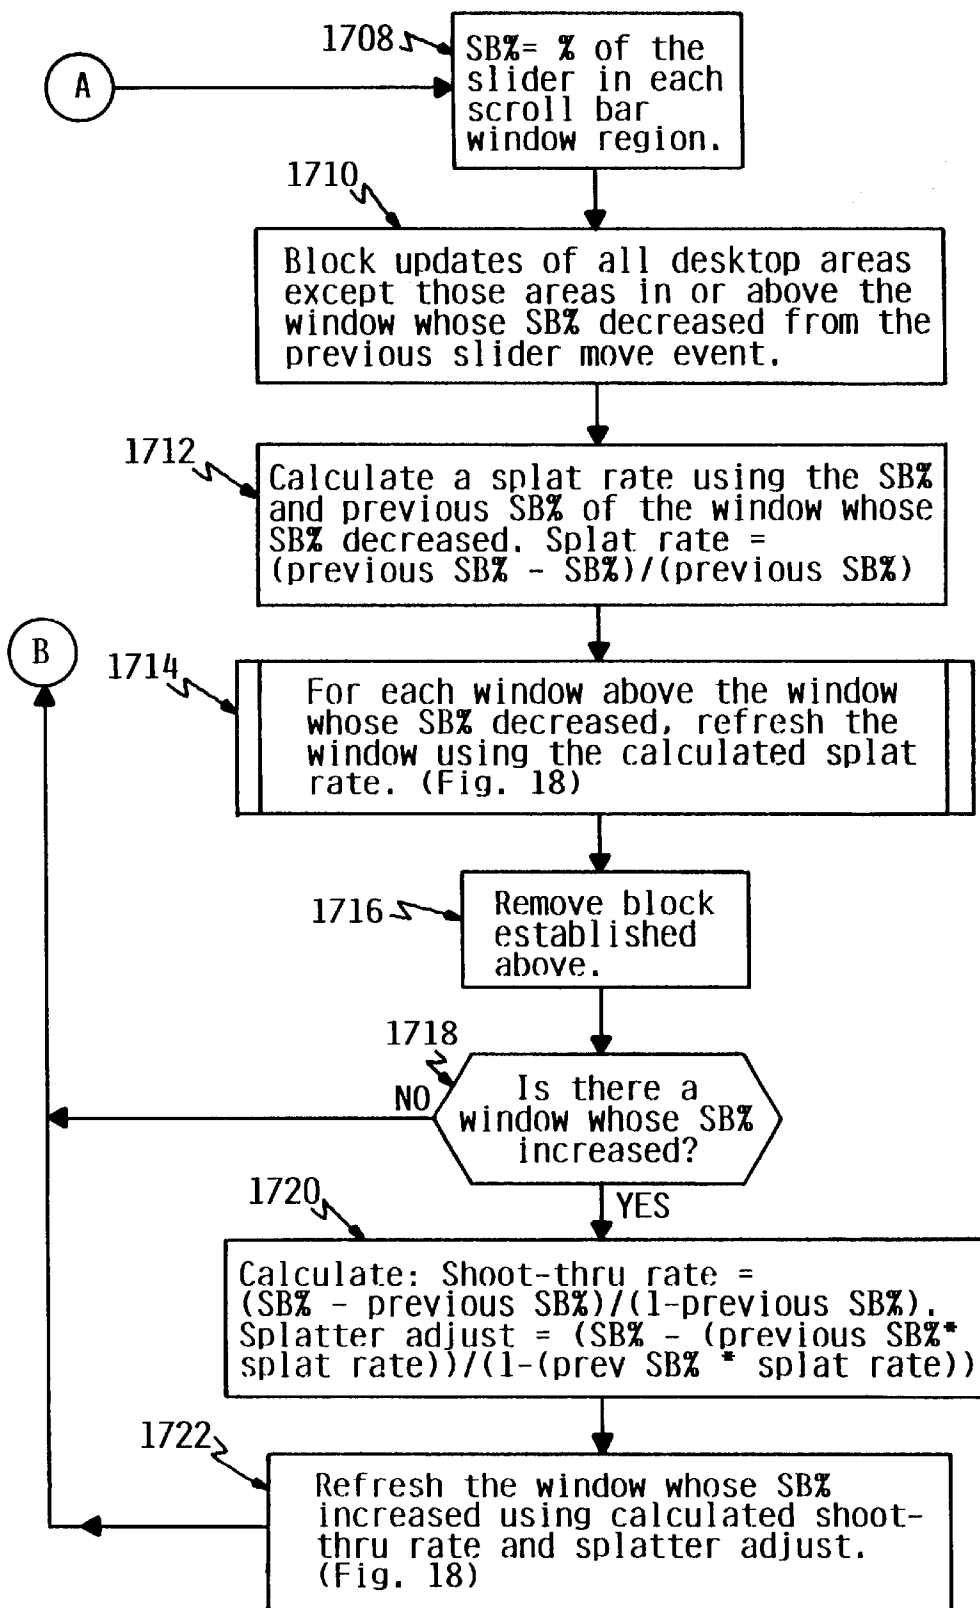 1708
A
SB%= % of the
slider in each
scroll bar
window region.
1710
Block updates of all desktop areas
except those areas in or above the
window whose SB% decreased from the
previous slider move event.
1712
Calculate a splat rate using the SB%
and previous SB% of the window whose
SB% decreased. Splat rate =
(previous SB% - SB%)/(previous SB%)
B
1714
For each window above the window
whose SB% decreased, refresh the
window using the calculated splat
rate. (Fig. 18)
1716
Remove block
established
above.
1718
Is there a
window whose SB%
increased?
NO
YES
1720
Calculate: Shoot-thru rate =
(SB% - previous SB%)/(1-previous SB%).
Splatter adjust = (SB% - (previous SB%*
splat rate))/(1-(prev SB% * splat rate))
1722
Refresh the window whose SB%
increased using calculated shoot-
thru rate and splatter adjust.
(Fig. 18)